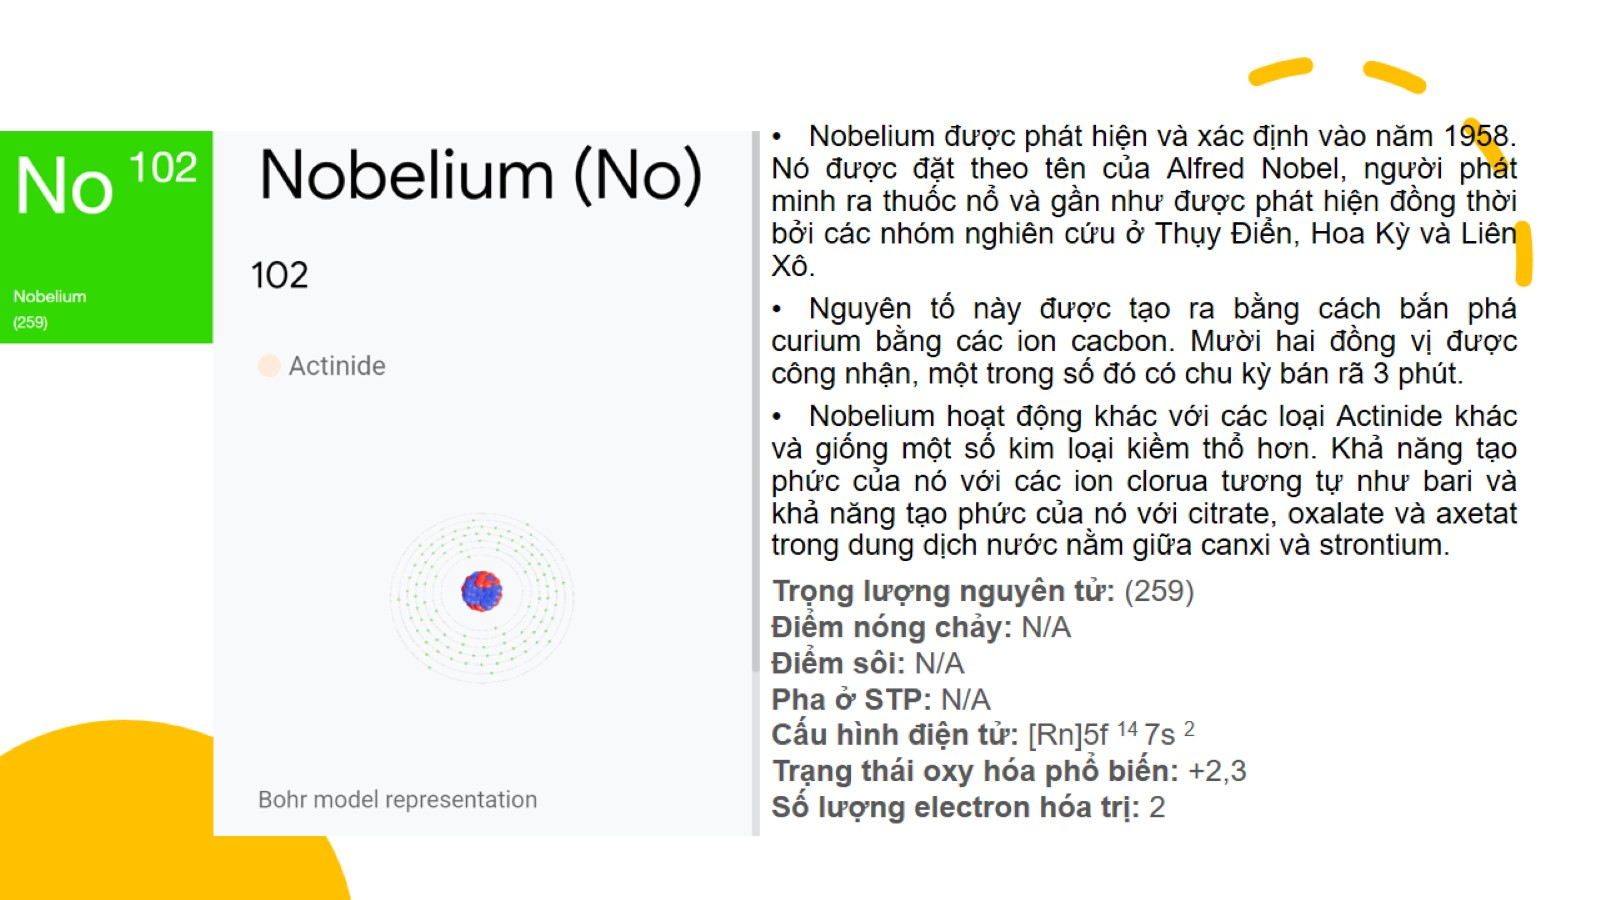 No 102
Nobelium
(259)
Nobelium (No)
102
Actinide
Bohr model representation
• Nobelium được phát hiện và xác định vào năm 1958.
Nó được đặt theo tên của Alfred Nobel, người phát
minh ra thuốc nổ và gần như được phát hiện đồng thời
bởi các nhóm nghiên cứu ở Thụy Điển, Hoa Kỳ và Liên
Xô.
• Nguyên tố này được tạo ra bằng cách bắn phá
curium bằng các ion cacbon. Mười hai đồng vị được
công nhận, một trong số đó có chu kỳ bán rã 3 phút.
• Nobelium hoạt động khác với các loại Actinide khác
và giống một số kim loại kiềm thổ hơn. Khả năng tạo
phức của nó với các ion clorua tương tự như bari và
khả năng tạo phức của nó với citrate, oxalate và axetat
trong dung dịch nước nằm giữa canxi và strontium.
Trọng lượng nguyên tử: (259)
Điểm nóng chảy: N/A
Điểm sôi: N/A
Pha ở STP: N/A
Cấu hình điện tử: [Rn]5f 14 7s 2
Trạng thái oxy hóa phổ biến: +2,3
Số lượng electron hóa trị: 2